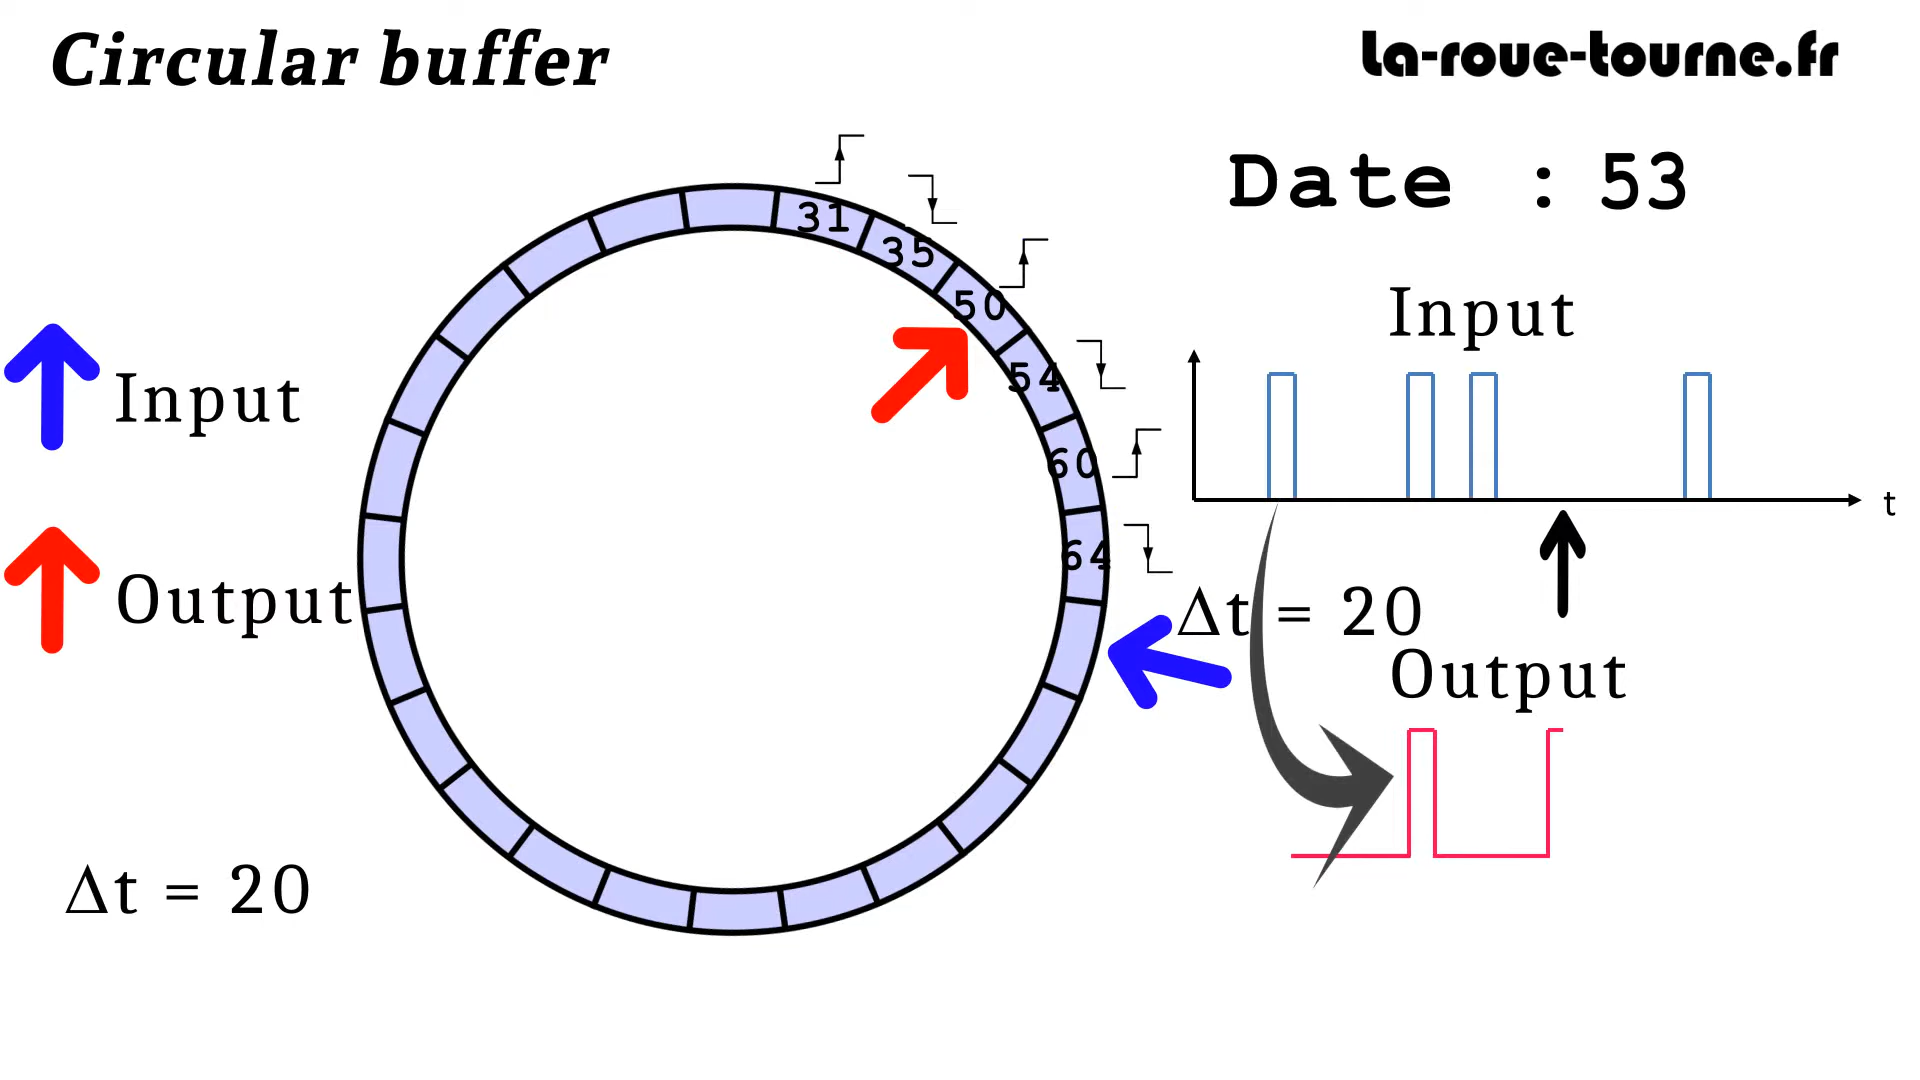 Circular buffer
La-roue-tourne.fr
Date : 53
31
35
50
54
60
64
Input
Output
Δt = 20
Input
t
Δt = 20
Output